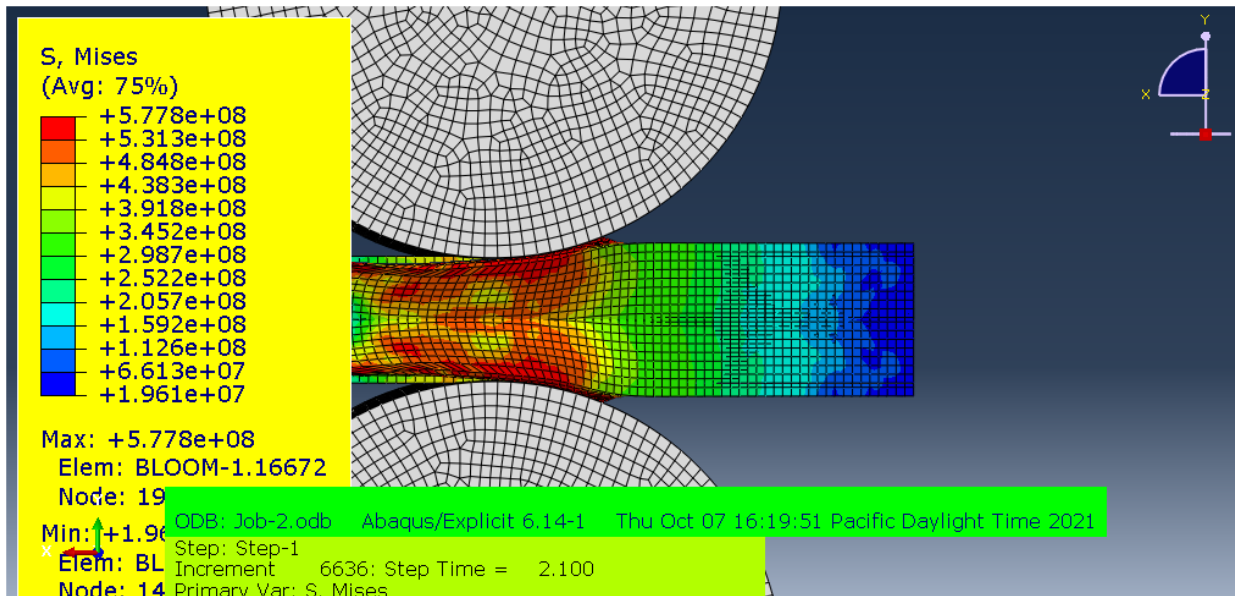 S, Mises
(Avg: 75%)
+5.778e+08
+5.313e+08
+4.848e+08
+4.383e+08
+3.918e+08
+3.452e+08
+2.987e+08
+2.522e+08
+2.057e+08
+1.592e+08
+1.126e+08
+6.613e+07
+1.961e+07
Max: +5.778e+08
Elem: BLOOM-1.16672
Node: 19
Min: +1.96
Elem: BL
Node: 14
ODB: Job-2.odb Abaqus/Explicit 6.14-1 Thu Oct 07 16:19:51 Pacific Daylight Time 2021
Step: Step-1
Increment 6636: Step Time = 2.100
Primary Var: S, Mises
Y
X
Z
X